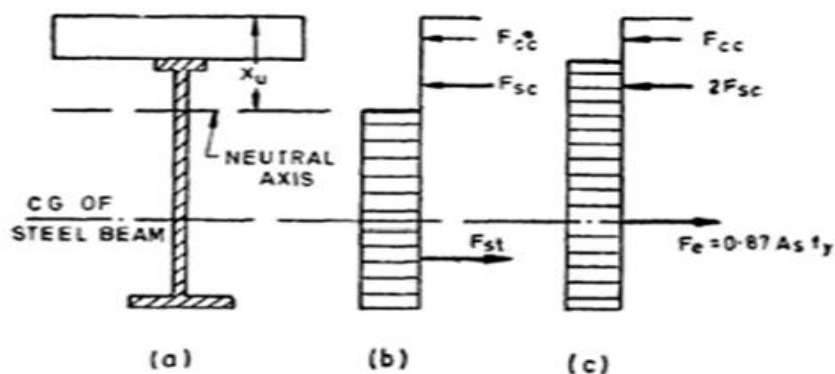 Xu
Fcc
Fsc
Fcc
2Fsc
NEUTRAL
AXIS
CG OF
STEEL BEAM
Fst
Fe = 0.87 As fy
(a)
(b)
(c)